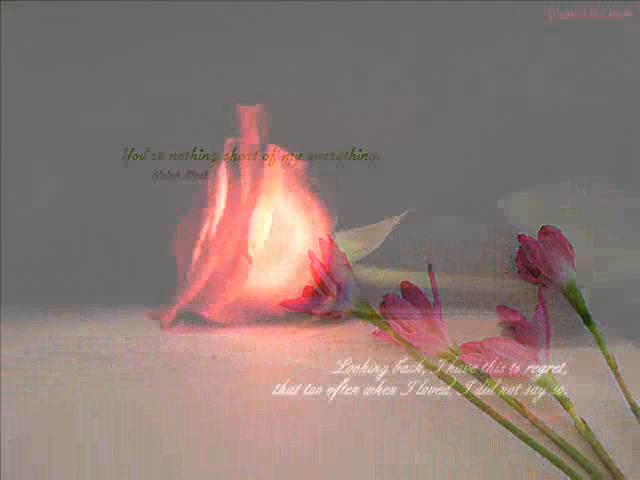 You're nothing short of my everything.
Looking back, I have this to regret,
that too often when I loved, I did not say so.